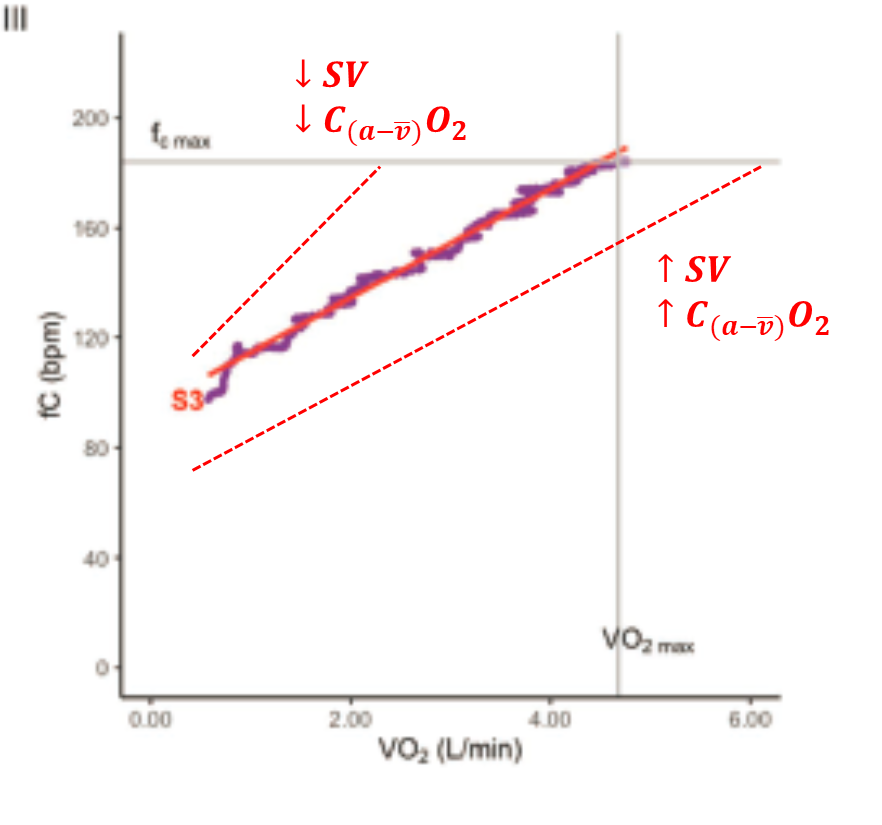 III
↓ SV
↓ C(a−v̅)O₂
200
fc max
160
↑ SV
↑ C(a−v̅)O₂
120
fC (bpm)
S3
80
40
VO₂ max
0
0.00 2.00 4.00 6.00
VO₂ (L/min)